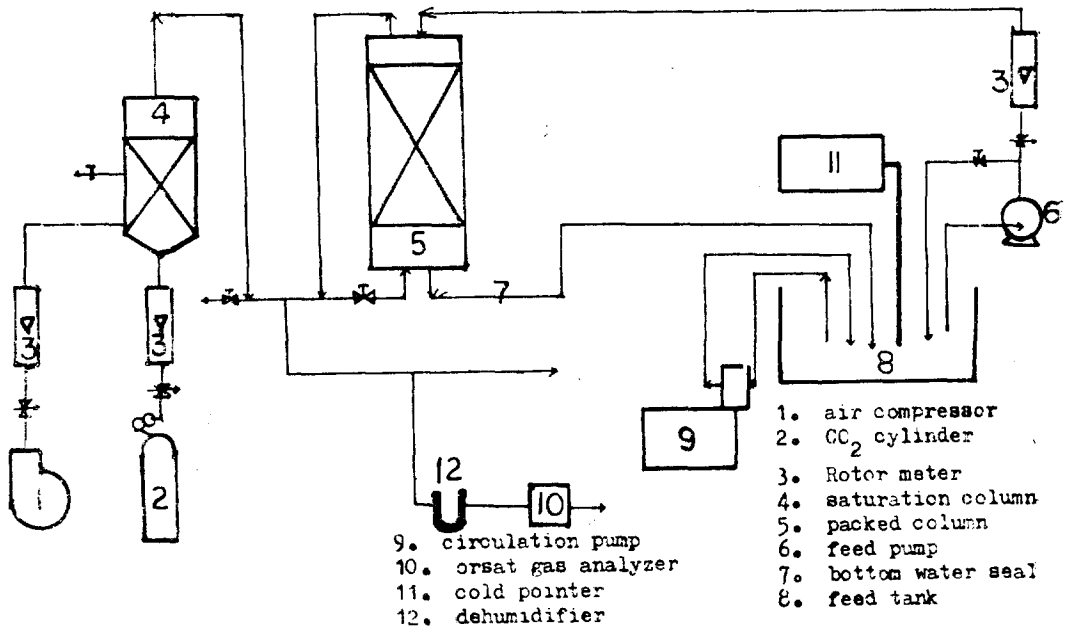 4
3
11
6
5
7
3
3
8
1
2
9
12
10
1. air compressor
2. CO2 cylinder
3. Rotor meter
4. saturation column
5. packed column
6. feed pump
7. bottom water seal
8. feed tank
9. circulation pump
10. orsat gas analyzer
11. cold pointer
12. dehumidifier